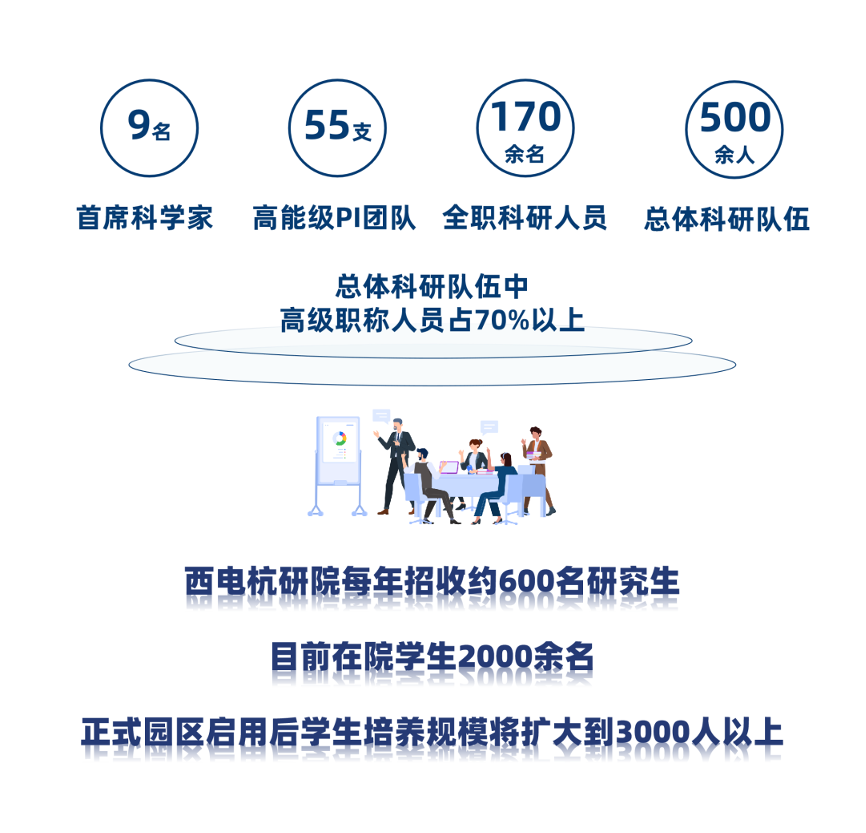 9名
55支
170
余名
500
余人
首席科学家
高能级PI团队
全职科研人员
总体科研队伍
总体科研队伍中
高级职称人员占70%以上
西电杭研院每年招收约600名研究生
目前在院学生2000余名
正式园区启用后学生培养规模将扩大到3000人以上